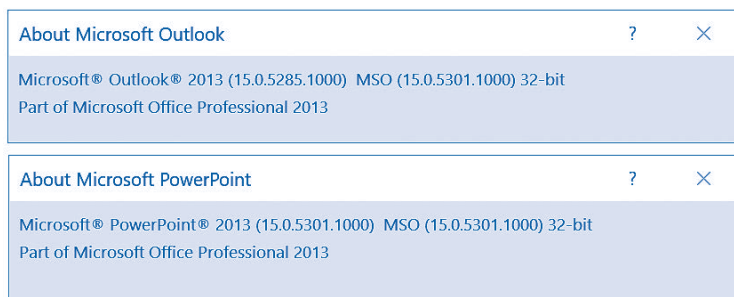 About Microsoft Outlook ? ×
Microsoft® Outlook® 2013 (15.0.5285.1000) MSO (15.0.5301.1000) 32-bit
Part of Microsoft Office Professional 2013
About Microsoft PowerPoint ? ×
Microsoft® PowerPoint® 2013 (15.0.5301.1000) MSO (15.0.5301.1000) 32-bit
Part of Microsoft Office Professional 2013